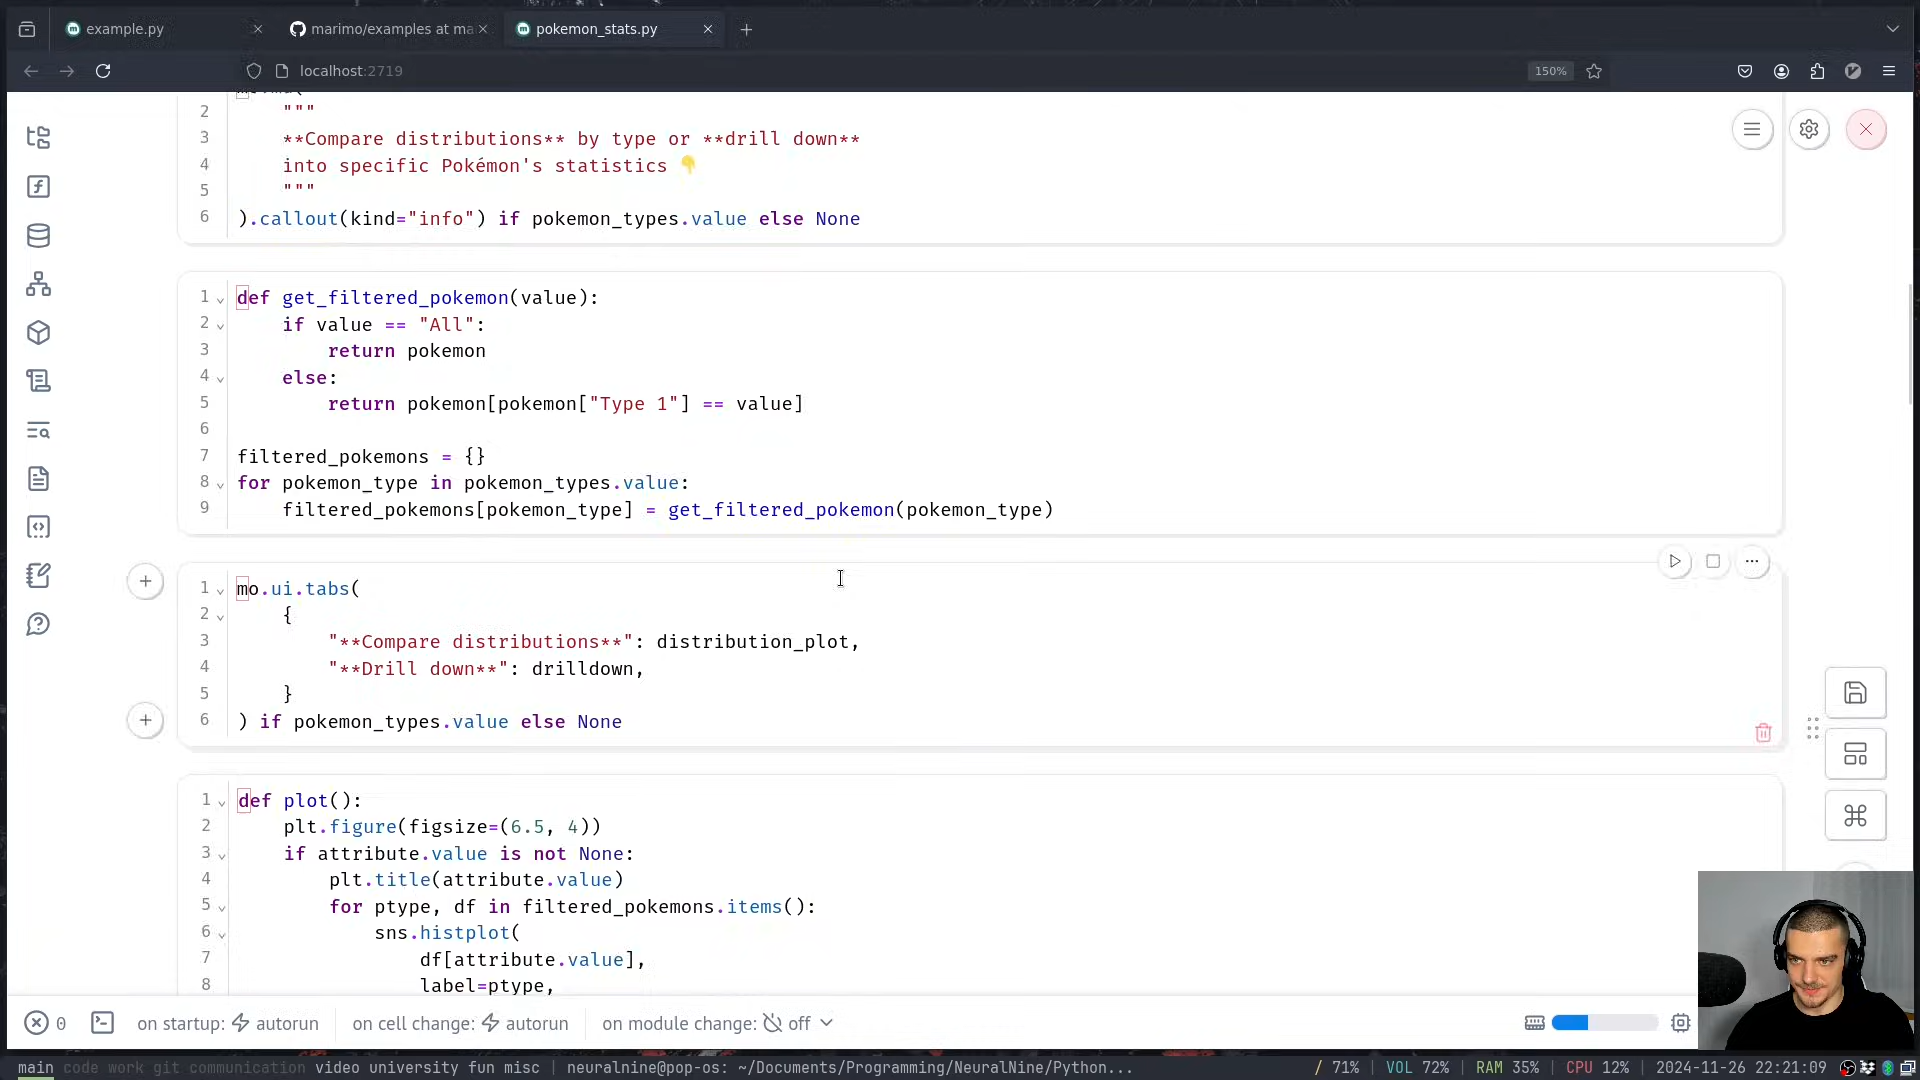 example.py
marimo/examples at ma
pokemon_stats.py
localhost:2719
150%
2 """
3 **Compare distributions** by type or **drill down**
4 into specific Pokémon's statistics 👇
5 """
6 ).callout(kind="info") if pokemon_types.value else None
1 def get_filtered_pokemon(value):
2 if value == "All":
3 return pokemon
4 else:
5 return pokemon[pokemon["Type 1"] == value]
6
7 filtered_pokemons = {}
8 for pokemon_type in pokemon_types.value:
9 filtered_pokemons[pokemon_type] = get_filtered_pokemon(pokemon_type)
1 mo.ui.tabs(
2 {
3 "**Compare distributions**": distribution_plot,
4 "**Drill down**": drilldown,
5 }
6 ) if pokemon_types.value else None
1 def plot():
2 plt.figure(figsize=(6.5, 4))
3 if attribute.value is not None:
4 plt.title(attribute.value)
5 for ptype, df in filtered_pokemons.items():
6 sns.histplot(
7 df[attribute.value],
8 label=ptype,
0 on startup: autorun on cell change: autorun on module change: off
main code work git communication video university fun misc | neuralnine@pop-os: ~/Documents/Programming/NeuralNine/Python... / 71% | VOL 72% | RAM 35% | CPU 12% | 2024-11-26 22:21:09